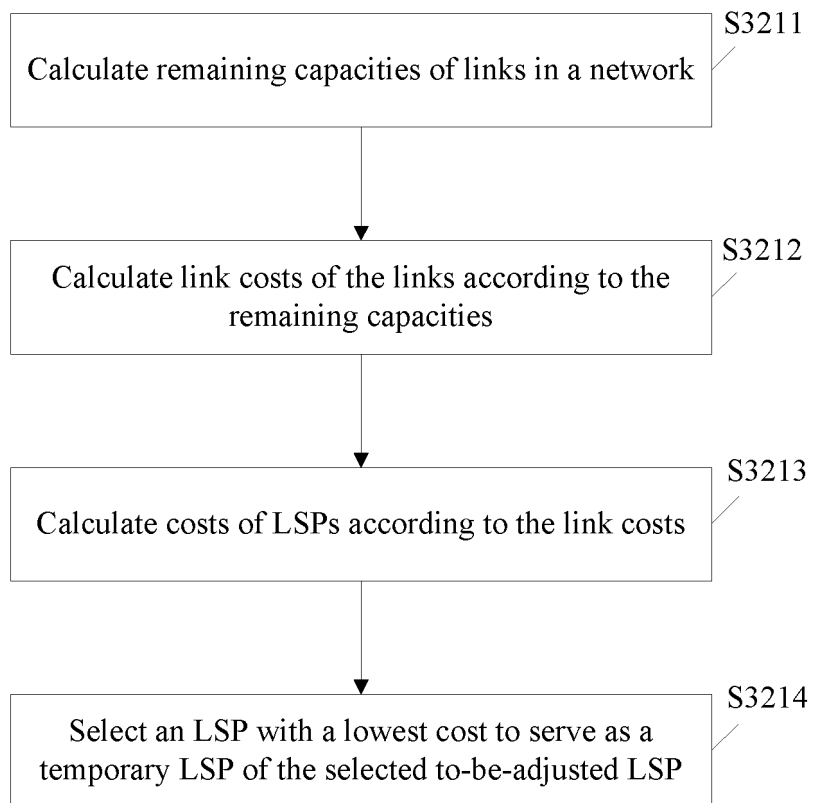 S3211
Calculate remaining capacities of links in a network
S3212
Calculate link costs of the links according to the
remaining capacities
S3213
Calculate costs of LSPs according to the link costs
S3214
Select an LSP with a lowest cost to serve as a
temporary LSP of the selected to-be-adjusted LSP